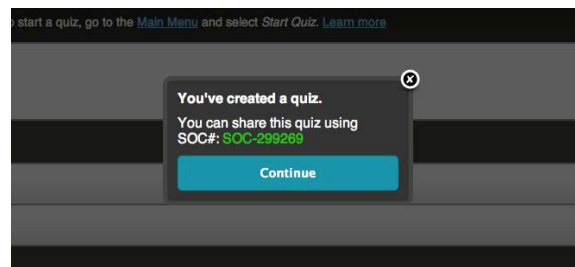 start a quiz, go to the Main Menu and select Start Quiz. Learn more
You've created a quiz.
You can share this quiz using
SOC#: SOC-299269
Continue